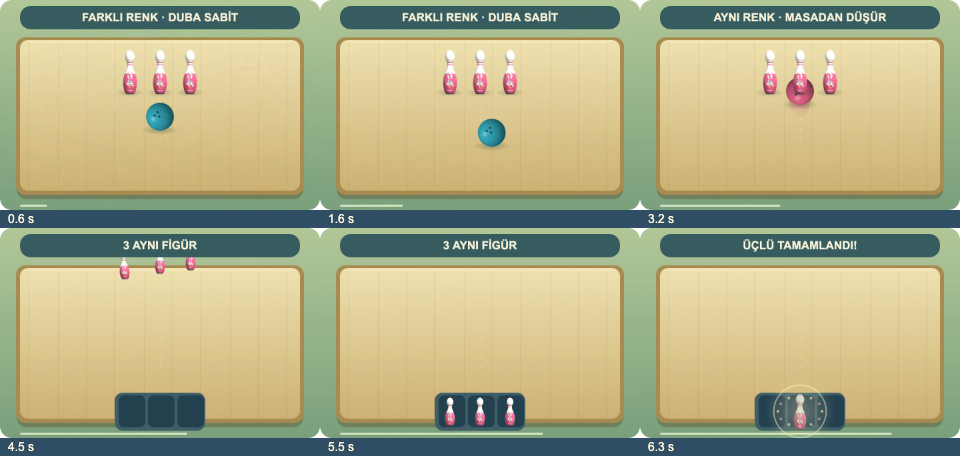 FARKLI RENK · DUBA SABİT
FARKLI RENK · DUBA SABİT
AYNI RENK · MASADAN DÜŞÜR
0.6 s
1.6 s
3.2 s
3 AYNI FİGÜR
3 AYNI FİGÜR
ÜÇLÜ TAMAMLANDI!
4.5 s
5.5 s
6.3 s